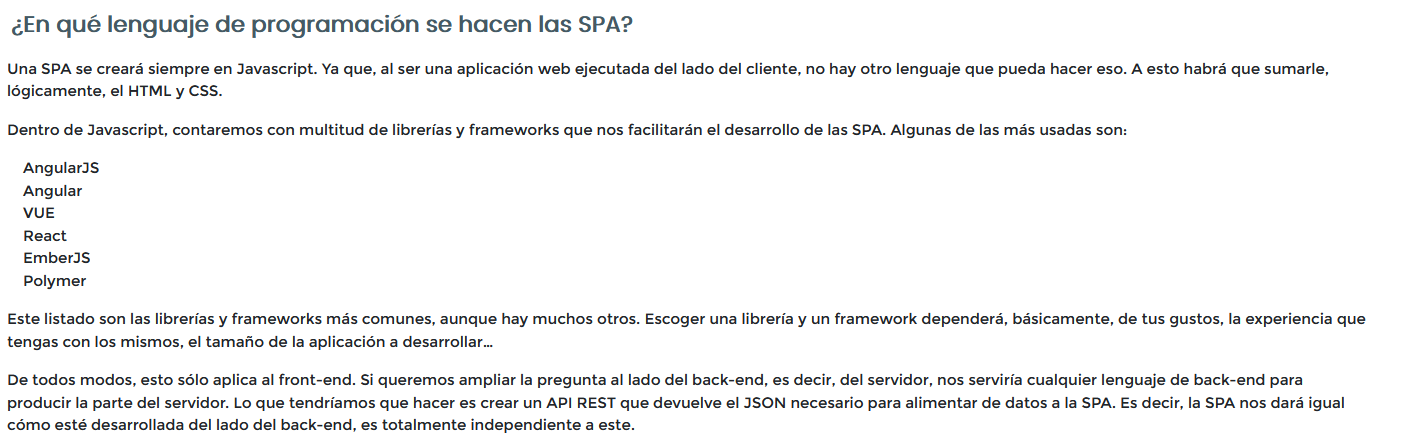 ¿En qué lenguaje de programación se hacen las SPA?
Una SPA se creará siempre en Javascript. Ya que, al ser una aplicación web ejecutada del lado del cliente, no hay otro lenguaje que pueda hacer eso. A esto habrá que sumarle,
lógicamente, el HTML y CSS.
Dentro de Javascript, contaremos con multitud de librerías y frameworks que nos facilitarán el desarrollo de las SPA. Algunas de las más usadas son:
AngularJS
Angular
VUE
React
EmberJS
Polymer
Este listado son las librerías y frameworks más comunes, aunque hay muchos otros. Escoger una librería y un framework dependerá, básicamente, de tus gustos, la experiencia que
tengas con los mismos, el tamaño de la aplicación a desarrollar...
De todos modos, esto sólo aplica al front-end. Si queremos ampliar la pregunta al lado del back-end, es decir, del servidor, nos serviría cualquier lenguaje de back-end para
producir la parte del servidor. Lo que tendríamos que hacer es crear un API REST que devuelve el JSON necesario para alimentar de datos a la SPA. Es decir, la SPA nos dará igual
cómo esté desarrollada del lado del back-end, es totalmente independiente a este.